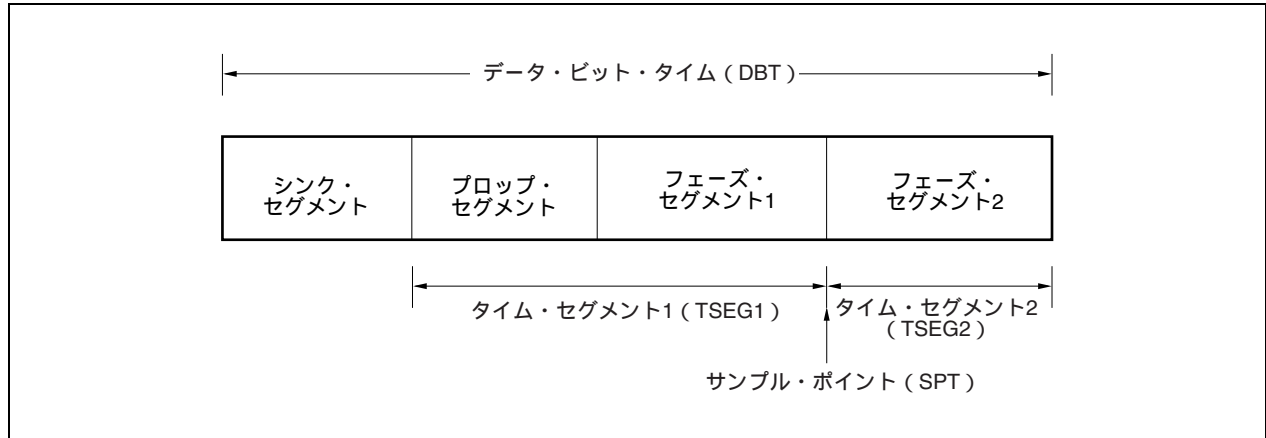 データ・ビット・タイム（DBT）
シンク・
セグメント
プロップ・
セグメント
フェーズ・
セグメント1
フェーズ・
セグメント2
タイム・セグメント1（TSEG1）
タイム・セグメント2
（TSEG2）
サンプル・ポイント（SPT）